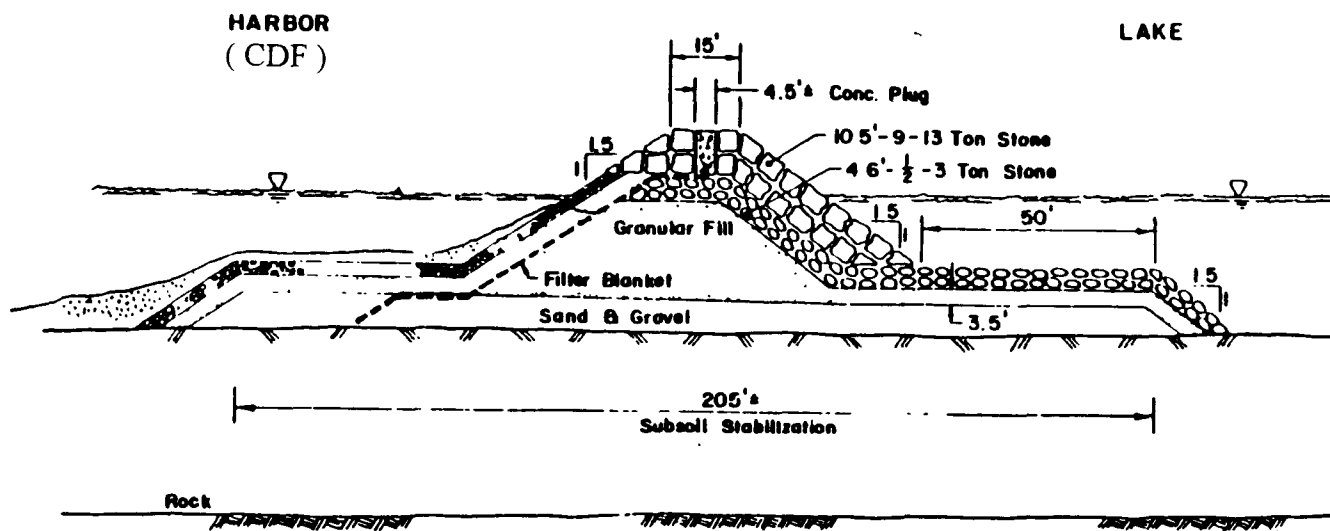 HARBOR
( CDF )
LAKE
15'
4.5'± Conc. Plug
10 5'-9-13 Ton Stone
4 6'-½-3 Ton Stone
1.5
1
1.5
1
50'
Granular Fill
Filter Blanket
1.5
1
Sand & Gravel
3.5'
205'±
Subsoil Stabilization
Rock